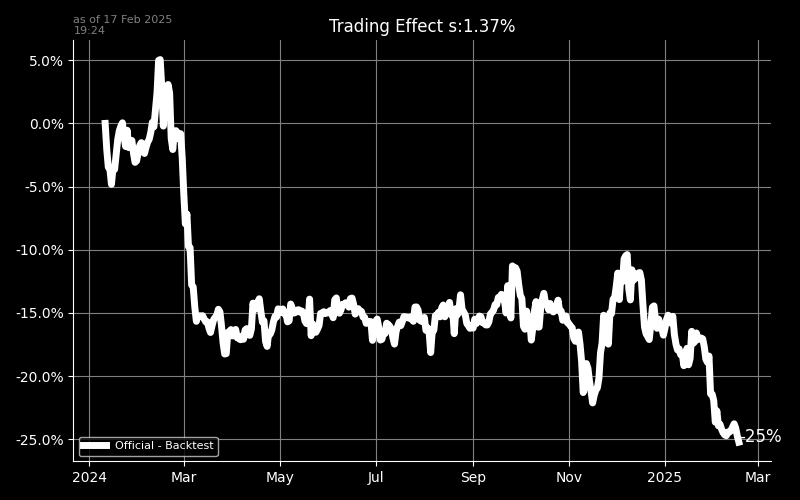 as of 17 Feb 2025
19:24
Trading Effect s:1.37%
5.0%
0.0%
-5.0%
-10.0%
-15.0%
-20.0%
-25.0%
Official - Backtest
-25%
2024 Mar May Jul Sep Nov 2025 Mar